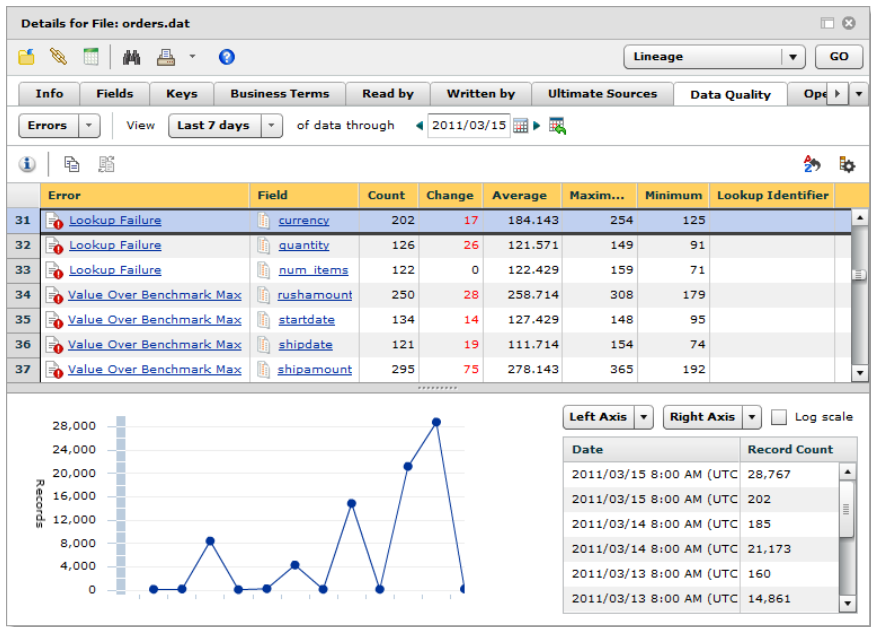 Details for File: orders.dat
Lineage GO
Info Fields Keys Business Terms Read by Written by Ultimate Sources Data Quality Ope
Errors View Last 7 days of data through 2011/03/15
Error Field Count Change Average Maxim... Minimum Lookup Identifier
31 Lookup Failure currency 202 17 184.143 254 125
32 Lookup Failure quantity 126 26 121.571 149 91
33 Lookup Failure num_items 122 0 122.429 159 71
34 Value Over Benchmark Max rushamount 250 28 258.714 308 179
35 Value Over Benchmark Max startdate 134 14 127.429 148 95
36 Value Over Benchmark Max shipdate 121 19 111.714 154 74
37 Value Over Benchmark Max shipamount 295 75 278.143 365 192
Records
28,000
24,000
20,000
16,000
12,000
8,000
4,000
0
Left Axis Right Axis Log scale
Date Record Count
2011/03/15 8:00 AM (UTC 28,767
2011/03/15 8:00 AM (UTC 202
2011/03/14 8:00 AM (UTC 185
2011/03/14 8:00 AM (UTC 21,173
2011/03/13 8:00 AM (UTC 160
2011/03/13 8:00 AM (UTC 14,861